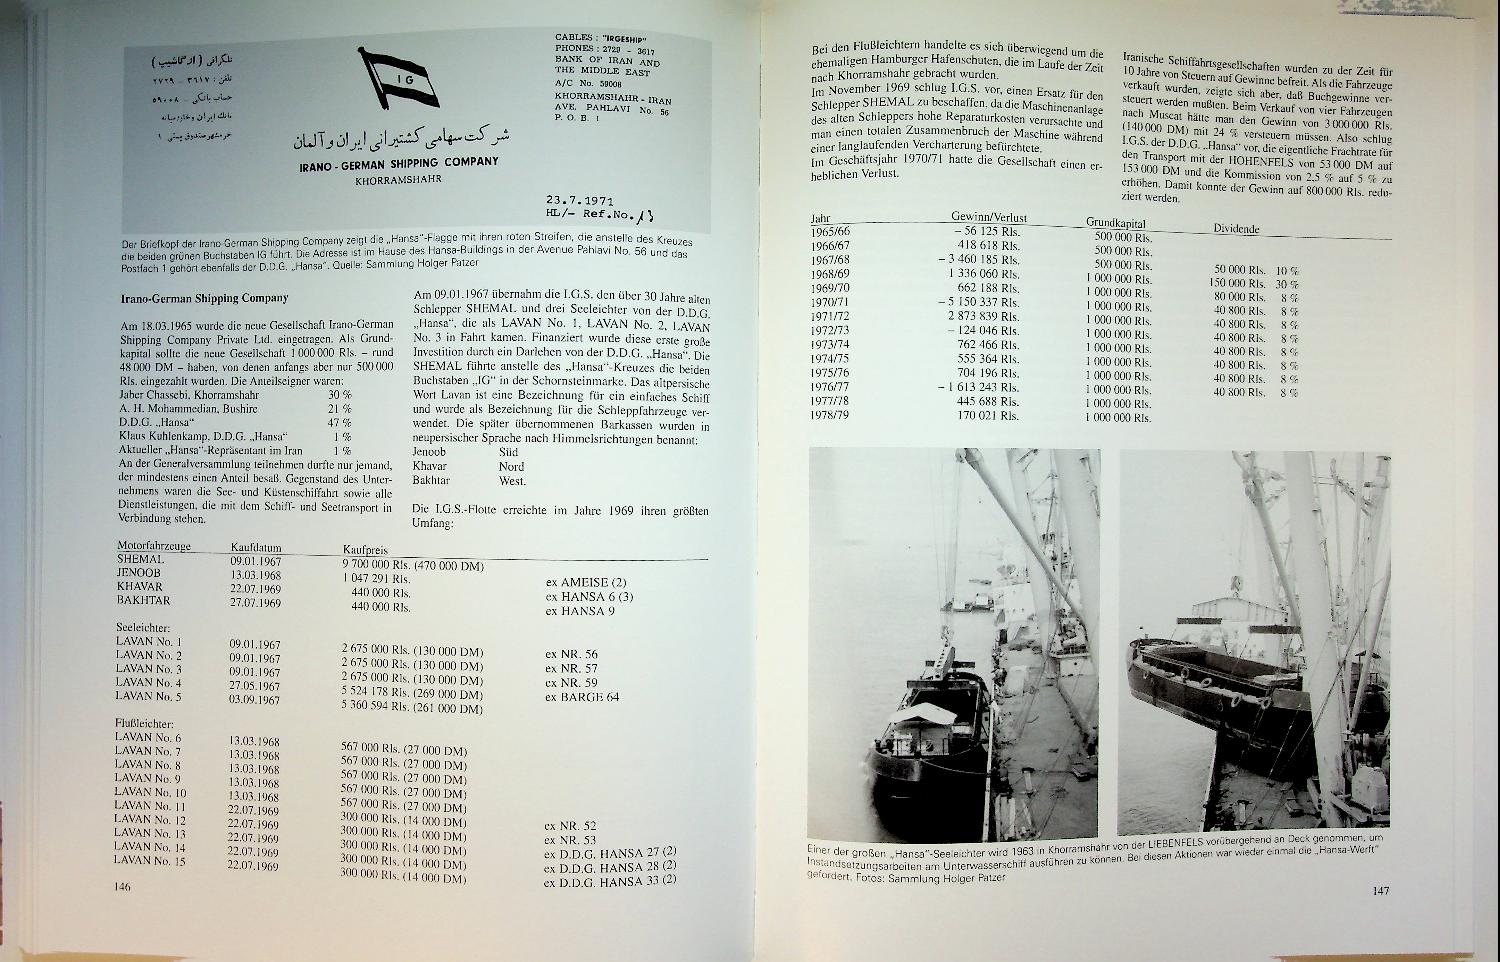 تلگرافی ( ارگاشیپ )
تلفن : ۳۶۱۷ - ۲۷۲۹
حساب بانکی - ۵۹۰۰۸
بانک ایران و خاورمیانه
خرمشهر صندوق پستی ۱
I G
CABLES : "IRGESHIP"
PHONES : 2729 - 3617
BANK OF IRAN AND
THE MIDDLE EAST
A/C No. 59008
KHORRAMSHAHR - IRAN
AVE. PAHLAVI No. 56
P. O. B. 1
شرکت سهامی کشتیرانی ایران و آلمان
IRANO - GERMAN SHIPPING COMPANY
KHORRAMSHAHR
23.7.1971
HL/- Ref.No./
Der Briefkopf der Irano-German Shipping Company zeigt die „Hansa"-Flagge mit ihren roten Streifen, die anstelle des Kreuzes
die beiden grünen Buchstaben IG führt. Die Adresse ist im Hause des Hansa-Buildings in der Avenue Pahlavi No. 56 und das
Postfach 1 gehört ebenfalls der D.D.G. „Hansa". Quelle: Sammlung Holger Patzer
Irano-German Shipping Company
Am 18.03.1965 wurde die neue Gesellschaft Irano-German
Shipping Company Private Ltd. eingetragen. Als Grund-
kapital sollte die neue Gesellschaft 1 000 000 Rls. – rund
48 000 DM – haben, von denen anfangs aber nur 500 000
Rls. eingezahlt wurden. Die Anteilseigner waren:
Jaber Chassebi, Khorramshahr 30 %
A. H. Mohammedian, Bushire 21 %
D.D.G. „Hansa" 47 %
Klaus Kuhlenkamp, D.D.G. „Hansa" 1 %
Aktueller „Hansa"-Repräsentant im Iran 1 %
An der Generalversammlung teilnehmen durfte nur jemand,
der mindestens einen Anteil besaß. Gegenstand des Unter-
nehmens waren die See- und Küstenschiffahrt sowie alle
Dienstleistungen, die mit dem Schiff- und Seetransport in
Verbindung stehen.
Am 09.01.1967 übernahm die I.G.S. den über 30 Jahre alten
Schlepper SHEMAL und drei Seeleichter von der D.D.G.
„Hansa", die als LAVAN No. 1, LAVAN No. 2, LAVAN
No. 3 in Fahrt kamen. Finanziert wurde diese erste große
Investition durch ein Darlehen von der D.D.G. „Hansa". Die
SHEMAL führte anstelle des „Hansa"-Kreuzes die beiden
Buchstaben „IG" in der Schornsteinmarke. Das altpersische
Wort Lavan ist eine Bezeichnung für ein einfaches Schiff
und wurde als Bezeichnung für die Schleppfahrzeuge ver-
wendet. Die später übernommenen Barkassen wurden in
neupersischer Sprache nach Himmelsrichtungen benannt:
Jenoob Süd
Khavar Nord
Bakhtar West.
Die I.G.S.-Flotte erreichte im Jahre 1969 ihren größten
Umfang:
Motorfahrzeuge Kaufdatum Kaufpreis
SHEMAL 09.01.1967 9 700 000 Rls. (470 000 DM)
JENOOB 13.03.1968 1 047 291 Rls. ex AMEISE (2)
KHAVAR 22.07.1969 440 000 Rls. ex HANSA 6 (3)
BAKHTAR 27.07.1969 440 000 Rls. ex HANSA 9
Seeleichter:
LAVAN No. 1 09.01.1967 2 675 000 Rls. (130 000 DM) ex NR. 56
LAVAN No. 2 09.01.1967 2 675 000 Rls. (130 000 DM) ex NR. 57
LAVAN No. 3 09.01.1967 2 675 000 Rls. (130 000 DM) ex NR. 59
LAVAN No. 4 27.05.1967 5 524 178 Rls. (269 000 DM) ex BARGE 64
LAVAN No. 5 03.09.1967 5 360 594 Rls. (261 000 DM)
Flußleichter:
LAVAN No. 6 13.03.1968 567 000 Rls. (27 000 DM)
LAVAN No. 7 13.03.1968 567 000 Rls. (27 000 DM)
LAVAN No. 8 13.03.1968 567 000 Rls. (27 000 DM)
LAVAN No. 9 13.03.1968 567 000 Rls. (27 000 DM)
LAVAN No. 10 13.03.1968 567 000 Rls. (27 000 DM)
LAVAN No. 11 22.07.1969 300 000 Rls. (14 000 DM) ex NR. 52
LAVAN No. 12 22.07.1969 300 000 Rls. (14 000 DM) ex NR. 53
LAVAN No. 13 22.07.1969 300 000 Rls. (14 000 DM) ex D.D.G. HANSA 27 (2)
LAVAN No. 14 22.07.1969 300 000 Rls. (14 000 DM) ex D.D.G. HANSA 28 (2)
LAVAN No. 15 22.07.1969 300 000 Rls. (14 000 DM) ex D.D.G. HANSA 33 (2)
146
Bei den Flußleichtern handelte es sich überwiegend um die
ehemaligen Hamburger Hafenschuten, die im Laufe der Zeit
nach Khorramshahr gebracht wurden.
Im November 1969 schlug I.G.S. vor, einen Ersatz für den
Schlepper SHEMAL zu beschaffen, da die Maschinenanlage
des alten Schleppers hohe Reparaturkosten verursachte und
man einen totalen Zusammenbruch der Maschine während
einer langlaufenden Vercharterung befürchtete.
Im Geschäftsjahr 1970/71 hatte die Gesellschaft einen er-
heblichen Verlust.
Iranische Schiffahrtsgesellschaften wurden zu der Zeit für
10 Jahre von Steuern auf Gewinne befreit. Als die Fahrzeuge
verkauft wurden, zeigte sich aber, daß Buchgewinne ver-
steuert werden mußten. Beim Verkauf von vier Fahrzeugen
nach Muscat hätte man den Gewinn von 3 000 000 Rls.
(140 000 DM) mit 24 % versteuern müssen. Also schlug
I.G.S. der D.D.G. „Hansa" vor, die eigentliche Frachtrate für
den Transport mit der HOHENFELS von 53 000 DM auf
153 000 DM und die Kommission von 2,5 % auf 5 % zu
erhöhen. Damit konnte der Gewinn auf 800 000 Rls. redu-
ziert werden.
Jahr Gewinn/Verlust Grundkapital Dividende
1965/66 – 56 125 Rls. 500 000 Rls.
1966/67 418 618 Rls. 500 000 Rls.
1967/68 – 3 460 185 Rls. 500 000 Rls. 50 000 Rls. 10 %
1968/69 1 336 060 Rls. 1 000 000 Rls. 150 000 Rls. 30 %
1969/70 662 188 Rls. 1 000 000 Rls. 80 000 Rls. 8 %
1970/71 – 5 150 337 Rls. 1 000 000 Rls. 40 800 Rls. 8 %
1971/72 2 873 839 Rls. 1 000 000 Rls. 40 800 Rls. 8 %
1972/73 – 124 046 Rls. 1 000 000 Rls. 40 800 Rls. 8 %
1973/74 762 466 Rls. 1 000 000 Rls. 40 800 Rls. 8 %
1974/75 555 364 Rls. 1 000 000 Rls. 40 800 Rls. 8 %
1975/76 704 196 Rls. 1 000 000 Rls. 40 800 Rls. 8 %
1976/77 – 1 613 243 Rls. 1 000 000 Rls. 40 800 Rls. 8 %
1977/78 445 688 Rls. 1 000 000 Rls.
1978/79 170 021 Rls. 1 000 000 Rls.
Einer der großen „Hansa"-Seeleichter wird 1963 in Khorramshahr von der LIEBENFELS vorübergehend an Deck genommen, um
Instandsetzungsarbeiten am Unterwasserschiff ausführen zu können. Bei diesen Aktionen war wieder einmal die „Hansa-Werft"
gefordert. Fotos: Sammlung Holger Patzer
147